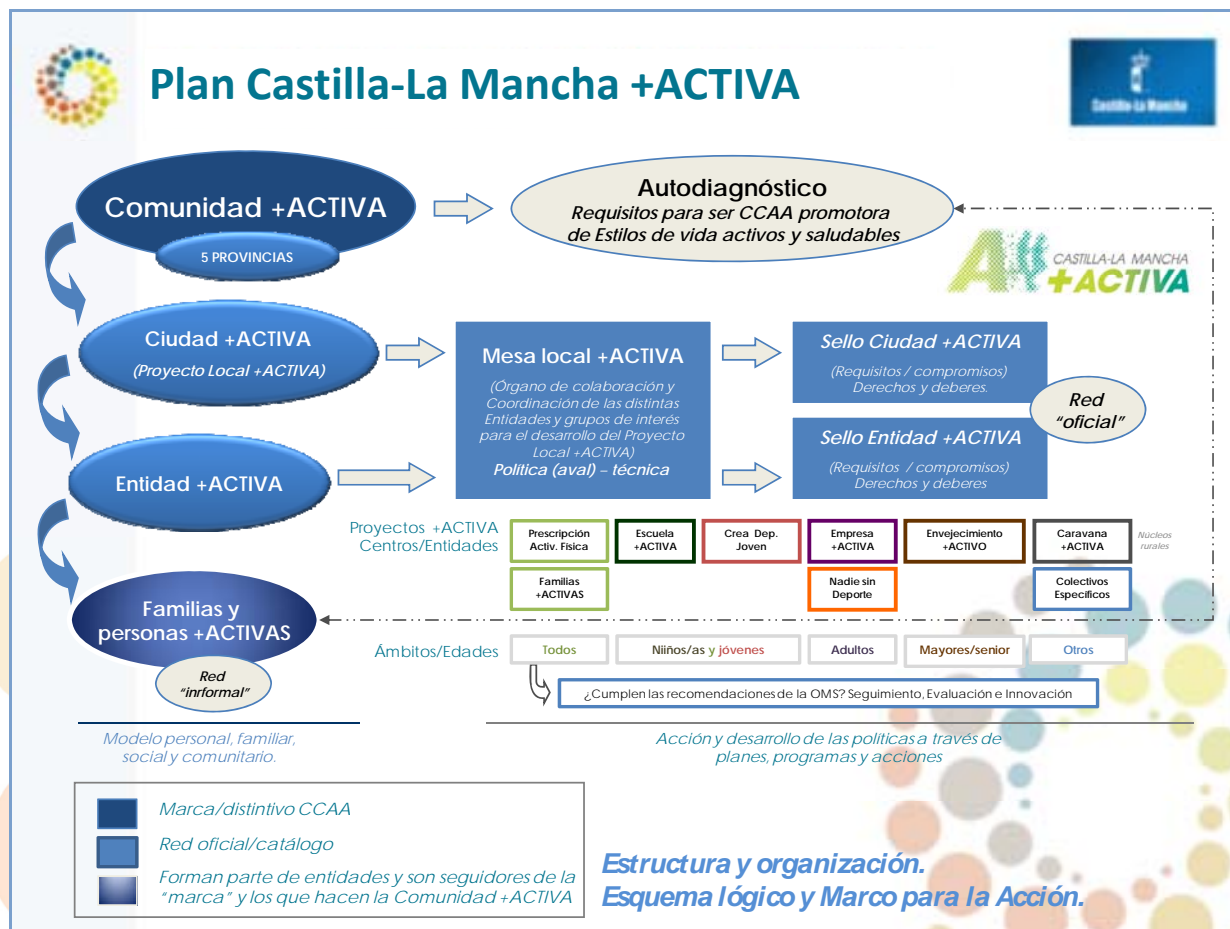 Plan Castilla-La Mancha +ACTIVA
Castilla-La Mancha
Comunidad +ACTIVA
5 PROVINCIAS
Autodiagnóstico
Requisitos para ser CCAA promotora
de Estilos de vida activos y saludables
CASTILLA-LA MANCHA
+ACTIVA
Ciudad +ACTIVA
(Proyecto Local +ACTIVA)
Mesa local +ACTIVA
(Órgano de colaboración y
Coordinación de las distintas
Entidades y grupos de interés
para el desarrollo del Proyecto
Local +ACTIVA)
Política (aval) – técnica
Sello Ciudad +ACTIVA
(Requisitos / compromisos)
Derechos y deberes.
Red
"oficial"
Sello Entidad +ACTIVA
(Requisitos / compromisos)
Derechos y deberes
Entidad +ACTIVA
Proyectos +ACTIVA
Centros/Entidades
Prescripción
Activ. Física
Escuela
+ACTIVA
Crea Dep.
Joven
Empresa
+ACTIVA
Envejecimiento
+ACTIVO
Caravana
+ACTIVA
Núcleos
rurales
Familias
+ACTIVAS
Nadie sin
Deporte
Colectivos
Específicos
Familias y
personas +ACTIVAS
Red
"inrformal"
Ámbitos/Edades
Todos
Niiños/as y jóvenes
Adultos
Mayores/senior
Otros
¿Cumplen las recomendaciones de la OMS? Seguimiento, Evaluación e Innovación
Modelo personal, familiar,
social y comunitario.
Acción y desarrollo de las políticas a través de
planes, programas y acciones
Marca/distintivo CCAA
Red oficial/catálogo
Forman parte de entidades y son seguidores de la
"marca" y los que hacen la Comunidad +ACTIVA
Estructura y organización.
Esquema lógico y Marco para la Acción.